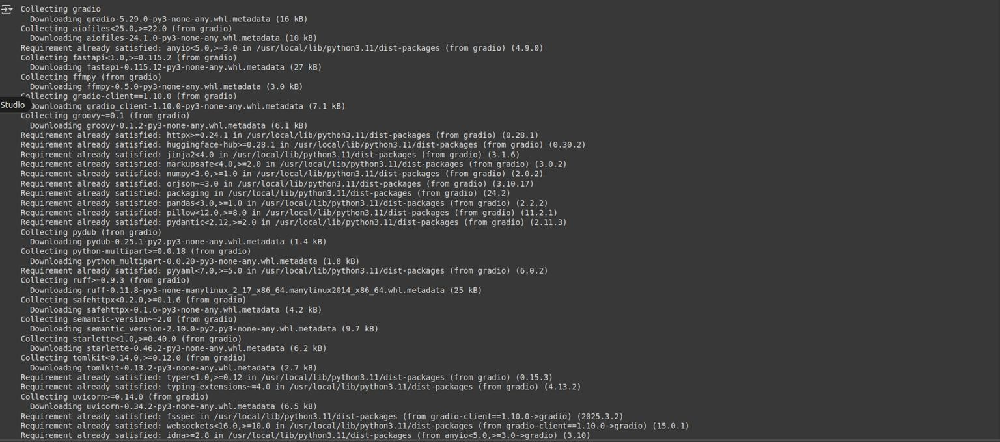 Collecting gradio
Downloading gradio-5.29.0-py3-none-any.whl.metadata (16 kB)
Collecting aiofiles<25.0,>=22.0 (from gradio)
Downloading aiofiles-24.1.0-py3-none-any.whl.metadata (10 kB)
Requirement already satisfied: anyio<5.0,>=3.0 in /usr/local/lib/python3.11/dist-packages (from gradio) (4.9.0)
Collecting fastapi<1.0,>=0.115.2 (from gradio)
Downloading fastapi-0.115.12-py3-none-any.whl.metadata (27 kB)
Collecting ffmpy (from gradio)
Downloading ffmpy-0.5.0-py3-none-any.whl.metadata (3.0 kB)
Collecting gradio-client==1.10.0 (from gradio)
Studio
Downloading gradio_client-1.10.0-py3-none-any.whl.metadata (7.1 kB)
Collecting groovy~=0.1 (from gradio)
Downloading groovy-0.1.2-py3-none-any.whl.metadata (6.1 kB)
Requirement already satisfied: httpx>=0.24.1 in /usr/local/lib/python3.11/dist-packages (from gradio) (0.28.1)
Requirement already satisfied: huggingface-hub>=0.28.1 in /usr/local/lib/python3.11/dist-packages (from gradio) (0.30.2)
Requirement already satisfied: jinja2<4.0 in /usr/local/lib/python3.11/dist-packages (from gradio) (3.1.6)
Requirement already satisfied: markupsafe<4.0,>=2.0 in /usr/local/lib/python3.11/dist-packages (from gradio) (3.0.2)
Requirement already satisfied: numpy<3.0,>=1.0 in /usr/local/lib/python3.11/dist-packages (from gradio) (2.0.2)
Requirement already satisfied: orjson~=3.0 in /usr/local/lib/python3.11/dist-packages (from gradio) (3.10.17)
Requirement already satisfied: packaging in /usr/local/lib/python3.11/dist-packages (from gradio) (24.2)
Requirement already satisfied: pandas<3.0,>=1.0 in /usr/local/lib/python3.11/dist-packages (from gradio) (2.2.2)
Requirement already satisfied: pillow<12.0,>=8.0 in /usr/local/lib/python3.11/dist-packages (from gradio) (11.2.1)
Requirement already satisfied: pydantic<2.12,>=2.0 in /usr/local/lib/python3.11/dist-packages (from gradio) (2.11.3)
Collecting pydub (from gradio)
Downloading pydub-0.25.1-py2.py3-none-any.whl.metadata (1.4 kB)
Collecting python-multipart>=0.0.18 (from gradio)
Downloading python_multipart-0.0.20-py3-none-any.whl.metadata (1.8 kB)
Requirement already satisfied: pyyaml<7.0,>=5.0 in /usr/local/lib/python3.11/dist-packages (from gradio) (6.0.2)
Collecting ruff>=0.9.3 (from gradio)
Downloading ruff-0.11.8-py3-none-manylinux_2_17_x86_64.manylinux2014_x86_64.whl.metadata (25 kB)
Collecting safehttpx<0.2.0,>=0.1.6 (from gradio)
Downloading safehttpx-0.1.6-py3-none-any.whl.metadata (4.2 kB)
Collecting semantic-version~=2.0 (from gradio)
Downloading semantic_version-2.10.0-py2.py3-none-any.whl.metadata (9.7 kB)
Collecting starlette<1.0,>=0.40.0 (from gradio)
Downloading starlette-0.46.2-py3-none-any.whl.metadata (6.2 kB)
Collecting tomlkit<0.14.0,>=0.12.0 (from gradio)
Downloading tomlkit-0.13.2-py3-none-any.whl.metadata (2.7 kB)
Requirement already satisfied: typer<1.0,>=0.12 in /usr/local/lib/python3.11/dist-packages (from gradio) (0.15.3)
Requirement already satisfied: typing-extensions~=4.0 in /usr/local/lib/python3.11/dist-packages (from gradio) (4.13.2)
Collecting uvicorn>=0.14.0 (from gradio)
Downloading uvicorn-0.34.2-py3-none-any.whl.metadata (6.5 kB)
Requirement already satisfied: fsspec in /usr/local/lib/python3.11/dist-packages (from gradio-client==1.10.0->gradio) (2025.3.2)
Requirement already satisfied: websockets<16.0,>=10.0 in /usr/local/lib/python3.11/dist-packages (from gradio-client==1.10.0->gradio) (15.0.1)
Requirement already satisfied: idna>=2.8 in /usr/local/lib/python3.11/dist-packages (from anyio<5.0,>=3.0->gradio) (3.10)